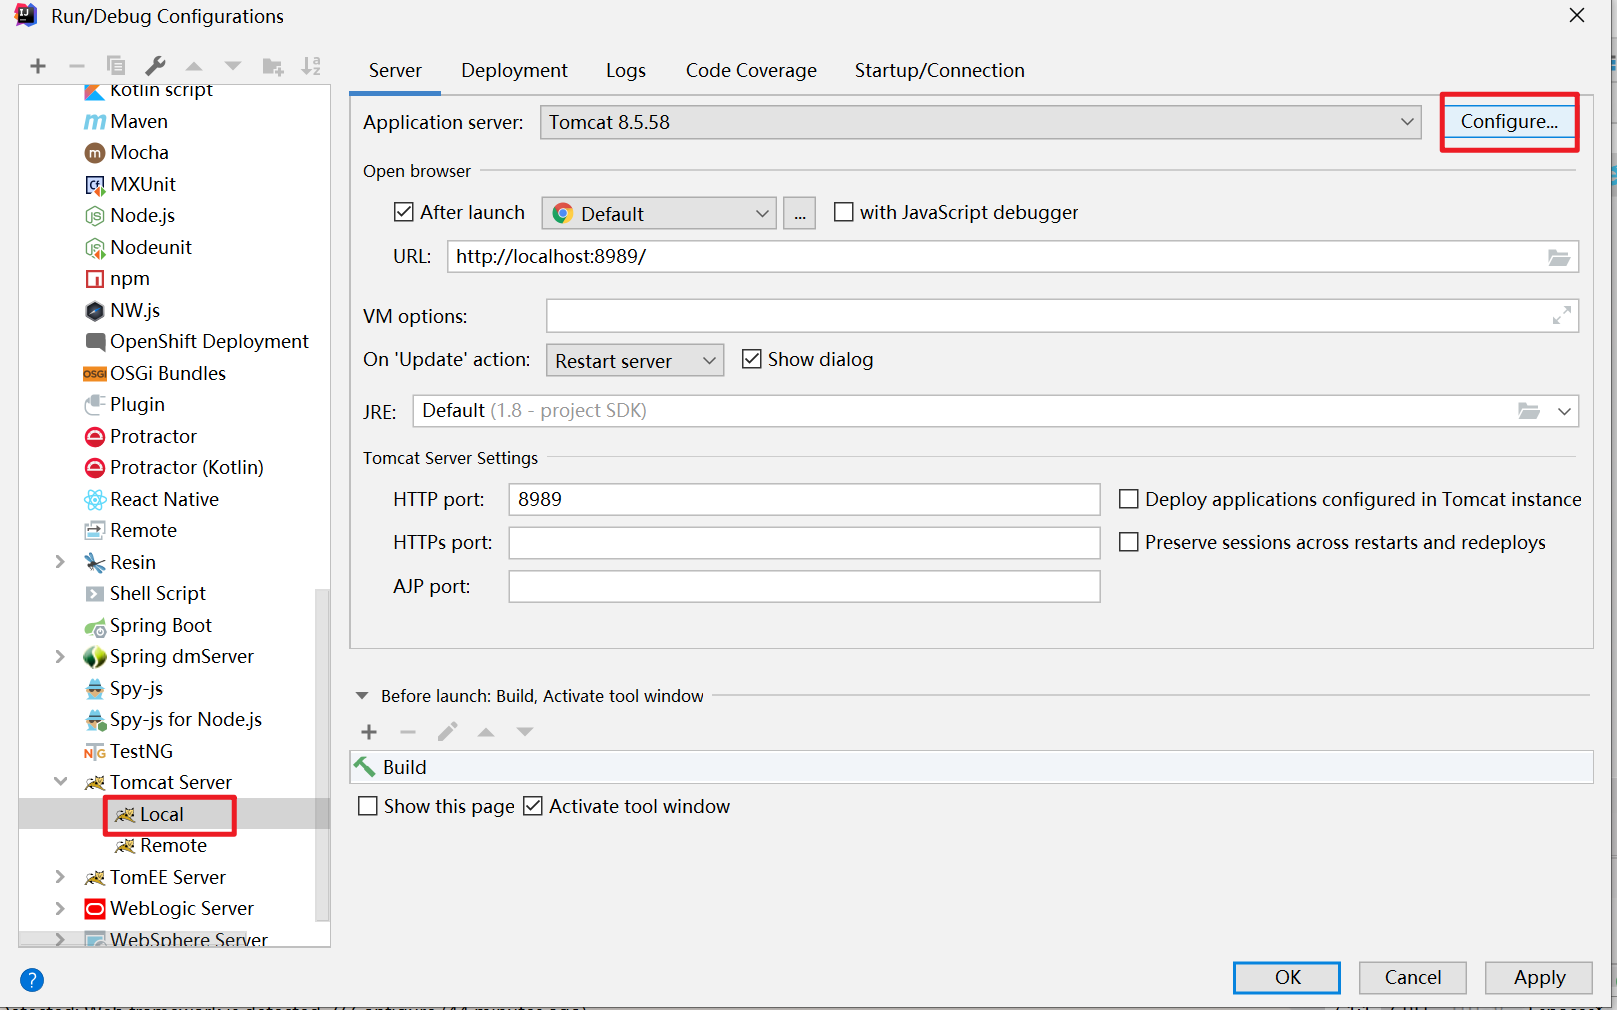 Run/Debug Configurations
Kotlin script
Maven
Mocha
MXUnit
Node.js
Nodeunit
npm
NW.js
OpenShift Deployment
OSGi Bundles
Plugin
Protractor
Protractor (Kotlin)
React Native
Remote
Resin
Shell Script
Spring Boot
Spring dmServer
Spy-js
Spy-js for Node.js
TestNG
Tomcat Server
Local
Remote
TomEE Server
WebLogic Server
WebSphere Server
Server Deployment Logs Code Coverage Startup/Connection
Application server: Tomcat 8.5.58 Configure...
Open browser
After launch Default ... with JavaScript debugger
URL: http://localhost:8989/
VM options:
On 'Update' action: Restart server Show dialog
JRE: Default (1.8 - project SDK)
Tomcat Server Settings
HTTP port: 8989 Deploy applications configured in Tomcat instance
HTTPs port: Preserve sessions across restarts and redeploys
AJP port:
Before launch: Build, Activate tool window
Build
Show this page Activate tool window
? OK Cancel Apply